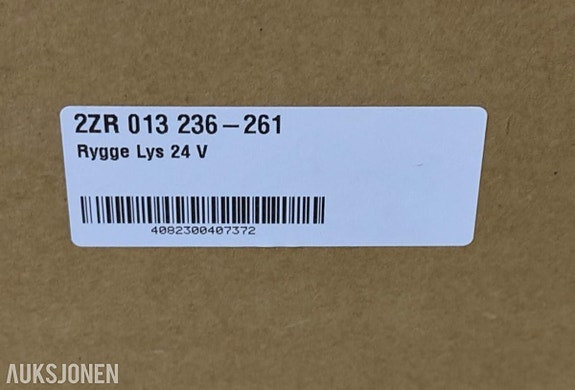 2ZR 013 236–261
Rygge Lys 24 V
4082300407372
AUKSJONEN